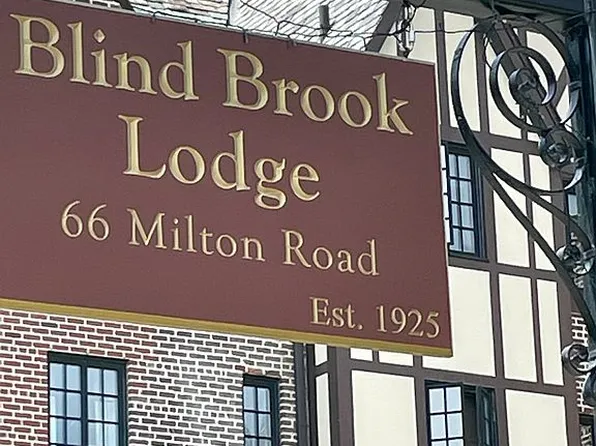 Blind Brook
Lodge
66 Milton Road
Est. 1925